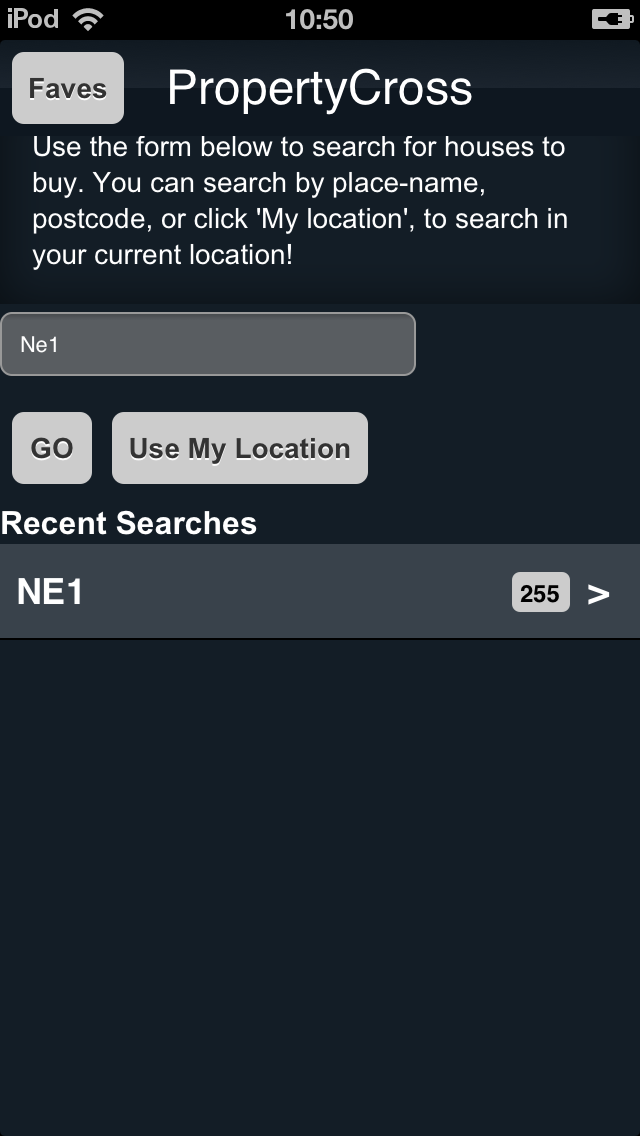 iPod 10:50
Faves PropertyCross
Use the form below to search for houses to
buy. You can search by place-name,
postcode, or click 'My location', to search in
your current location!
Ne1
GO Use My Location
Recent Searches
NE1 255 >